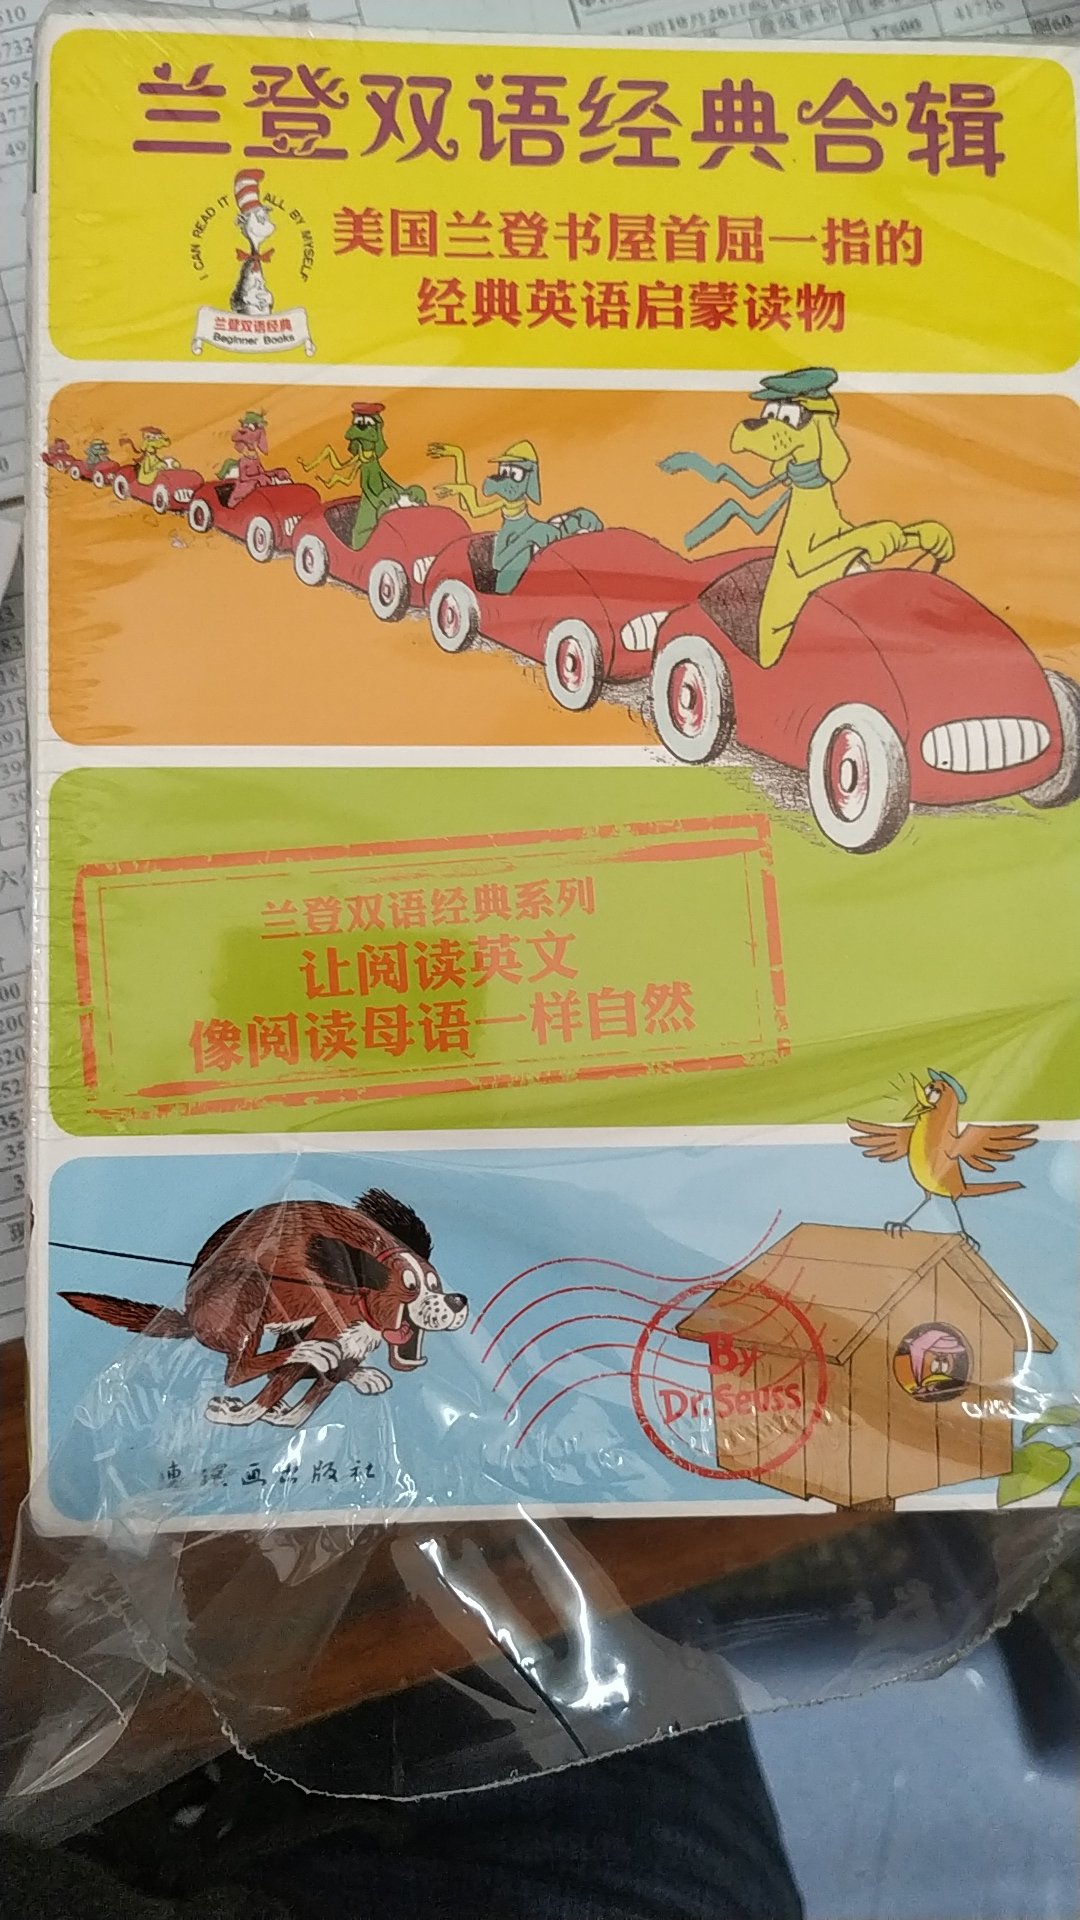 兰登双语经典合辑
I CAN READ IT ALL BY MYSELF
兰登双语经典
Beginner Books
美国兰登书屋首屈一指的
经典英语启蒙读物
兰登双语经典系列
让阅读英文
像阅读母语一样自然
By
Dr. Seuss
连环画出版社
41736
37600